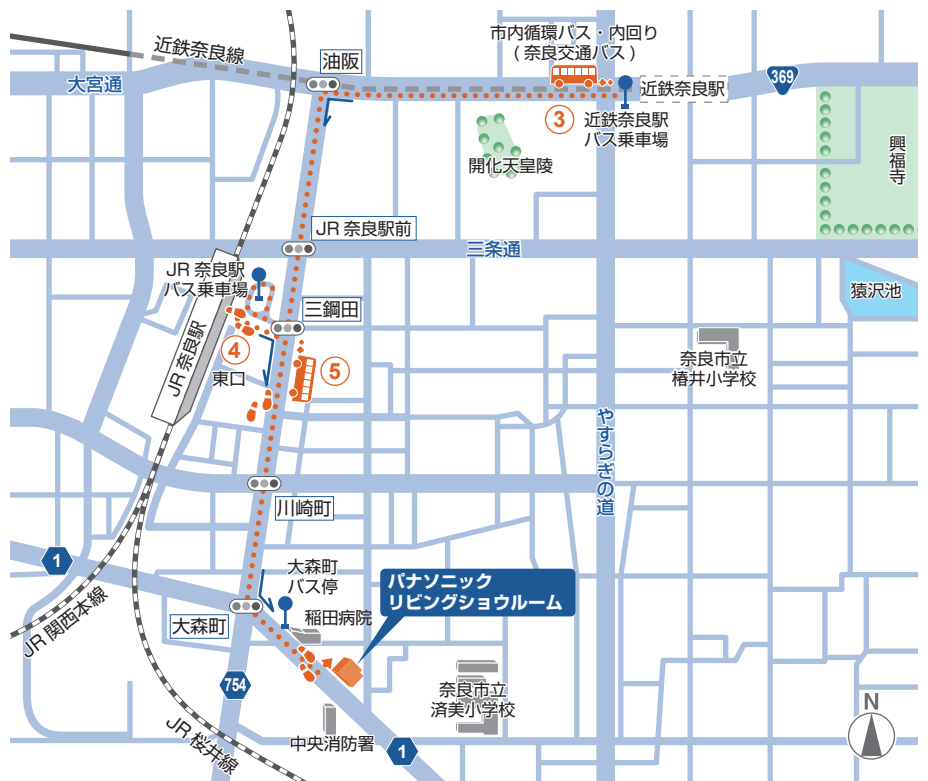 近鉄奈良線
市内循環バス・内回り
（奈良交通バス）
大宮通
油阪
近鉄奈良駅
369
③
近鉄奈良駅
バス乗車場
開化天皇陵
興福寺
JR奈良駅前
三条通
JR奈良駅
バス乗車場
猿沢池
三鋼田
④
⑤
JR奈良駅
東口
奈良市立
椿井小学校
やすらぎの道
川崎町
1
大森町
バス停
パナソニック
リビングショウルーム
稲田病院
JR関西本線
大森町
754
奈良市立
済美小学校
N
JR桜井線
中央消防署
1